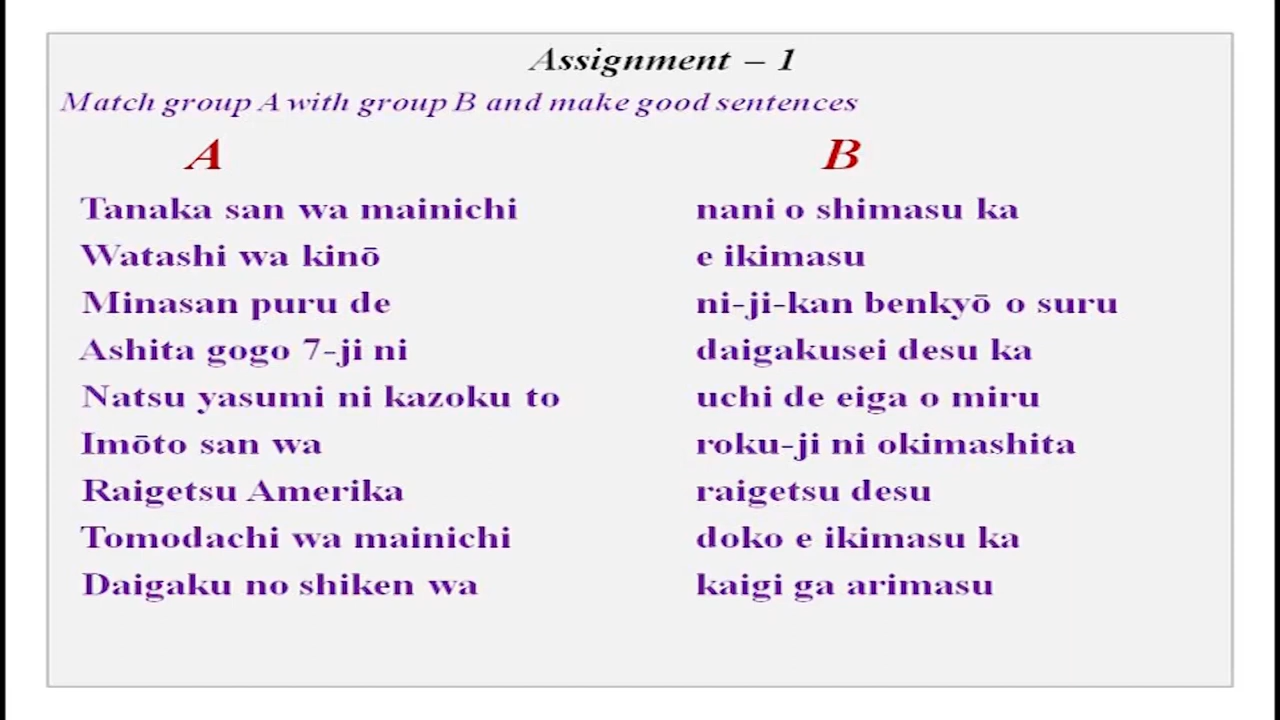 Assignment – 1
Match group A with group B and make good sentences
A B
Tanaka san wa mainichi nani o shimasu ka
Watashi wa kinō e ikimasu
Minasan puru de ni-ji-kan benkyō o suru
Ashita gogo 7-ji ni daigakusei desu ka
Natsu yasumi ni kazoku to uchi de eiga o miru
Imōto san wa roku-ji ni okimashita
Raigetsu Amerika raigetsu desu
Tomodachi wa mainichi doko e ikimasu ka
Daigaku no shiken wa kaigi ga arimasu